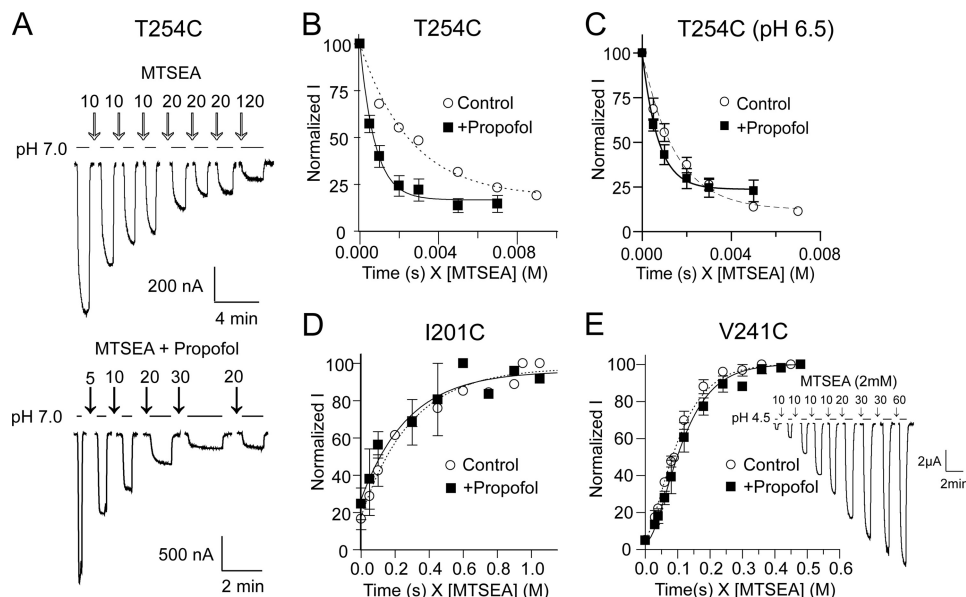 A
T254C
MTSEA
10 10 10 20 20 20 120
pH 7.0
200 nA
4 min
MTSEA + Propofol
5 10 20 30 20
pH 7.0
500 nA
2 min
B
T254C
Normalized I
100
75
50
25
0
0.000 0.004 0.008
Time (s) X [MTSEA] (M)
Control
+Propofol
C
T254C (pH 6.5)
Normalized I
100
75
50
25
0
0.000 0.004 0.008
Time (s) X [MTSEA] (M)
Control
+Propofol
D
I201C
Normalized I
100
80
60
40
20
0
0.0 0.2 0.4 0.6 0.8 1.0
Time (s) X [MTSEA] (M)
Control
+Propofol
E
V241C
Normalized I
100
80
60
40
20
0
0.0 0.1 0.2 0.3 0.4 0.5 0.6
Time(s) X [MTSEA] (M)
Control
+Propofol
MTSEA (2mM)
10 10 10 10 20 20 30 30 60
pH 4.5
2µA
2min